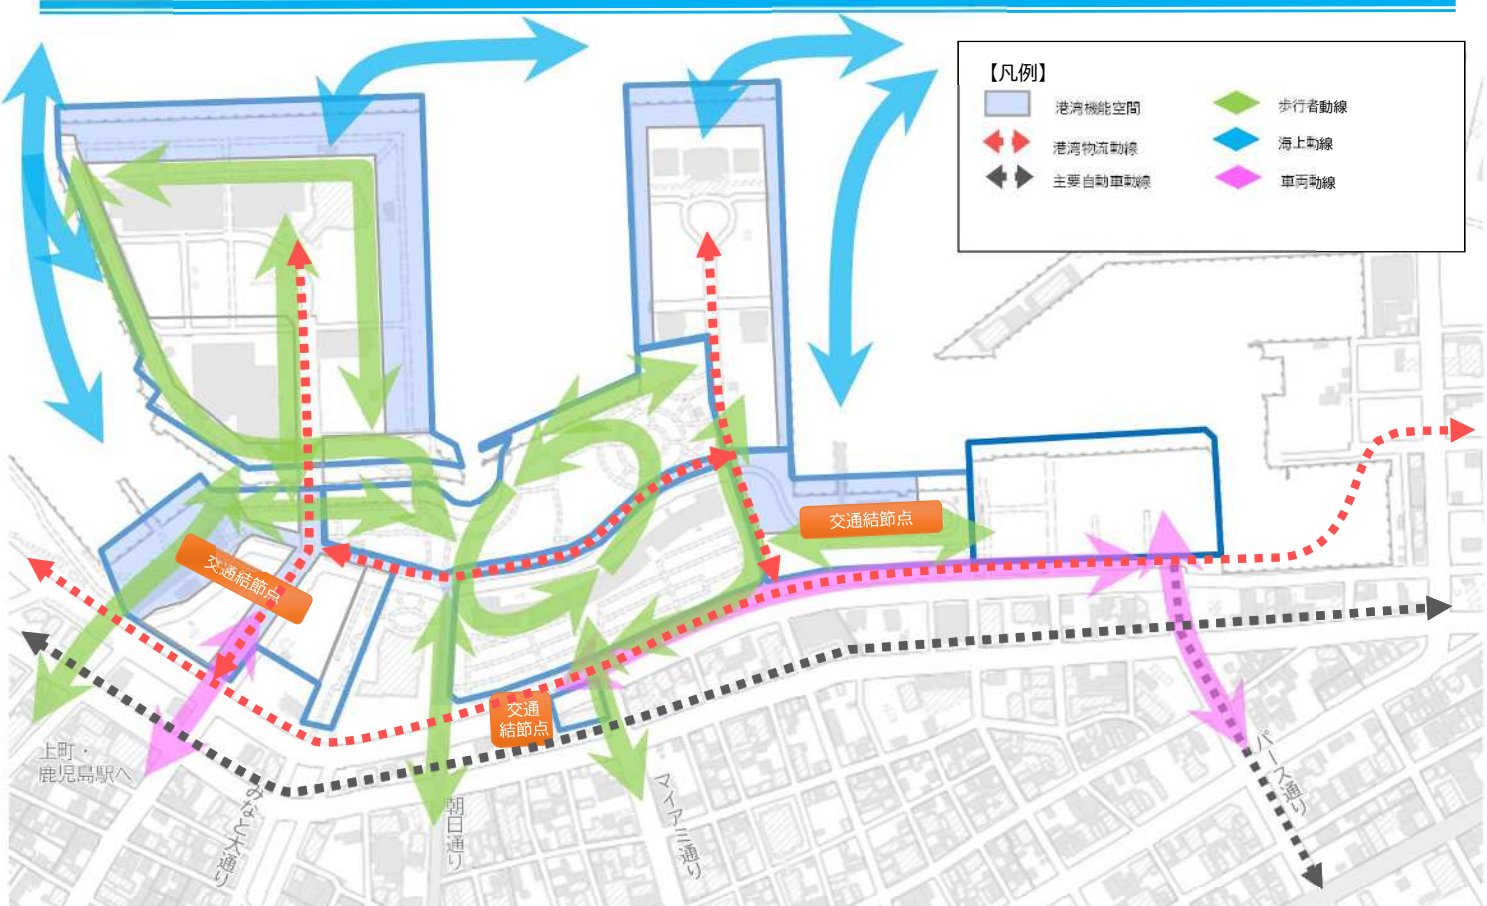 【凡例】
港湾機能空間
歩行者動線
港湾物流動線
海上動線
主要自動車動線
車両動線
交通結節点
交通結節点
交通
結節点
上町・
鹿児島駅へ
みなと大通り
朝日通り
マイアミ通り
パース通り